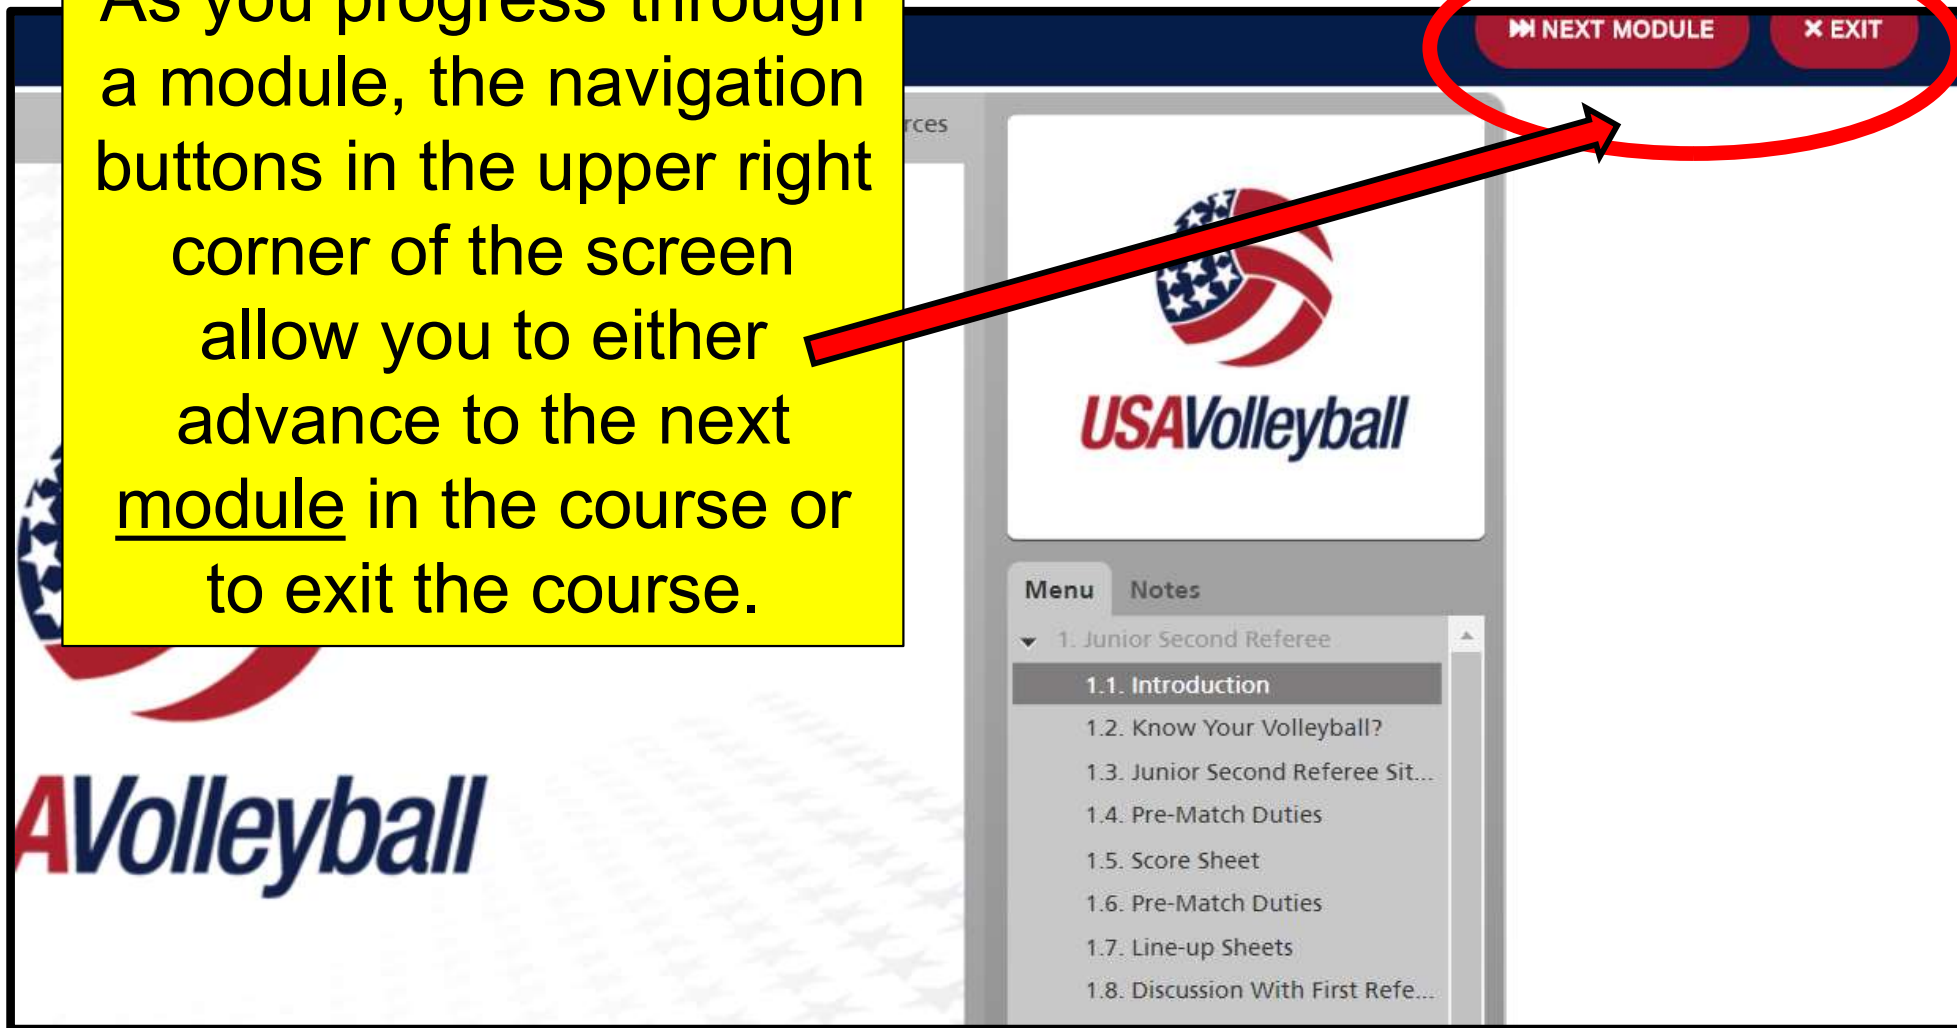 As you progress through
a module, the navigation
buttons in the upper right
corner of the screen
allow you to either
advance to the next
module in the course or
to exit the course.
NEXT MODULE
EXIT
rces
USAVolleyball
AVolleyball
Menu
Notes
1. Junior Second Referee
1.1. Introduction
1.2. Know Your Volleyball?
1.3. Junior Second Referee Sit...
1.4. Pre-Match Duties
1.5. Score Sheet
1.6. Pre-Match Duties
1.7. Line-up Sheets
1.8. Discussion With First Refe...